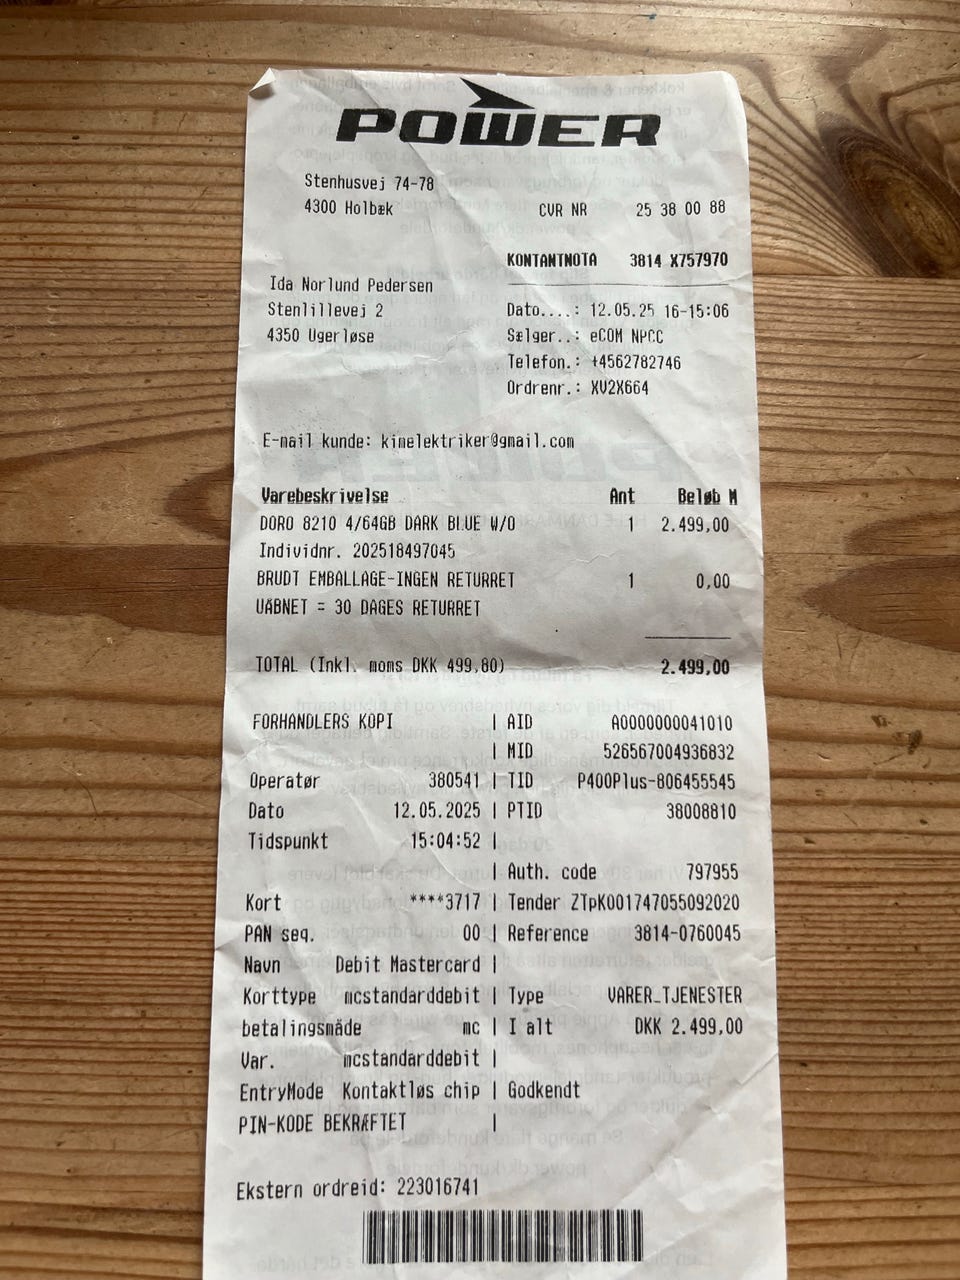 POWER
Stenhusvej 74-78
4300 Holbæk
CVR NR 25 38 00 88
KONTANTNOTA 3814 X757970
Ida Norlund Pedersen
Stenlillevej 2
4350 Ugerløse
Dato....: 12.05.25 16-15:06
Sælger..: eCOM NPCC
Telefon.: +4562782746
Ordrenr.: XV2X664
E-mail kunde: kimelektriker@gmail.com
Varebeskrivelse Ant Beløb M
DORO 8210 4/64GB DARK BLUE W/O 1 2.499,00
Individnr. 202518497045
BRUDT EMBALLAGE-INGEN RETURRET 1 0,00
UÅBNET = 30 DAGES RETURRET
TOTAL (Inkl. moms DKK 499,80) 2.499,00
FORHANDLERS KOPI | AID A0000000041010
| MID 526567004936832
Operatør 380541 | TID P400Plus-806455545
Dato 12.05.2025 | PTID 38008810
Tidspunkt 15:04:52 |
| Auth. code 797955
Kort ****3717 | Tender ZTpK001747055092020
PAN seq. 00 | Reference 3814-0760045
Navn Debit Mastercard |
Korttype mcstandarddebit | Type VARER_TJENESTER
betalingsmåde mc | I alt DKK 2.499,00
Var. mcstandarddebit |
EntryMode Kontaktløs chip | Godkendt
PIN-KODE BEKRÆFTET |
Ekstern ordreid: 223016741